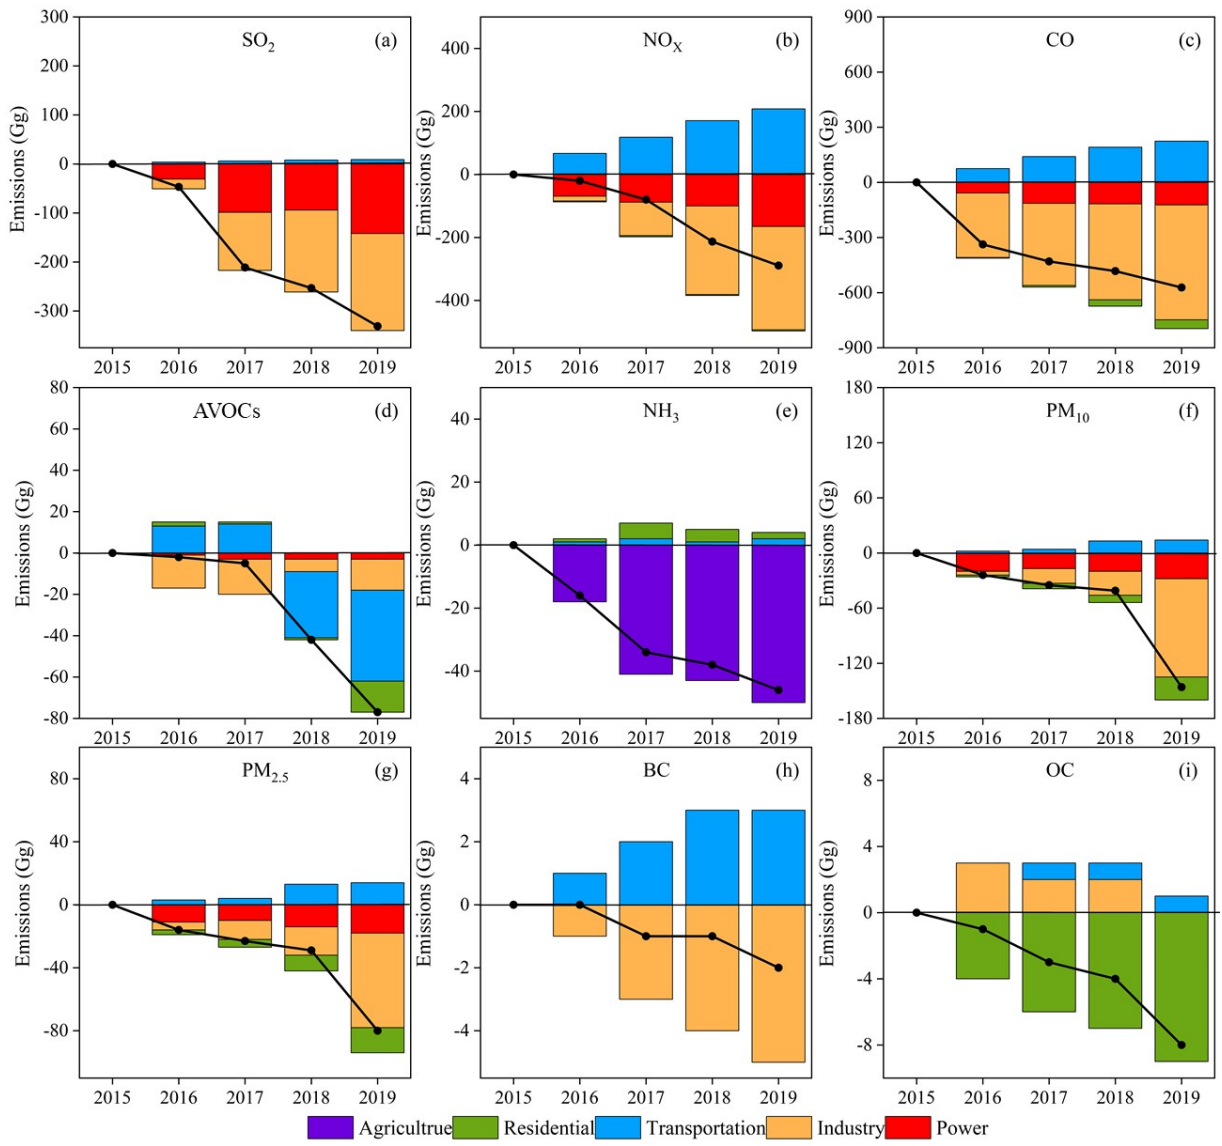 SO2 (a)
Emissions (Gg)
300
200
100
0
-100
-200
-300
2015 2016 2017 2018 2019
NOX (b)
Emissions (Gg)
400
200
0
-200
-400
2015 2016 2017 2018 2019
CO (c)
Emissions (Gg)
900
600
300
0
-300
-600
-900
2015 2016 2017 2018 2019
AVOCs (d)
Emissions (Gg)
80
60
40
20
0
-20
-40
-60
-80
2015 2016 2017 2018 2019
NH3 (e)
Emissions (Gg)
40
20
0
-20
-40
2015 2016 2017 2018 2019
PM10 (f)
Emissions (Gg)
180
120
60
0
-60
-120
-180
2015 2016 2017 2018 2019
PM2.5 (g)
Emissions (Gg)
80
40
0
-40
-80
2015 2016 2017 2018 2019
BC (h)
Emissions (Gg)
4
2
0
-2
-4
2015 2016 2017 2018 2019
OC (i)
Emissions (Gg)
8
4
0
-4
-8
2015 2016 2017 2018 2019
Agricultrue Residential Transportation Industry Power